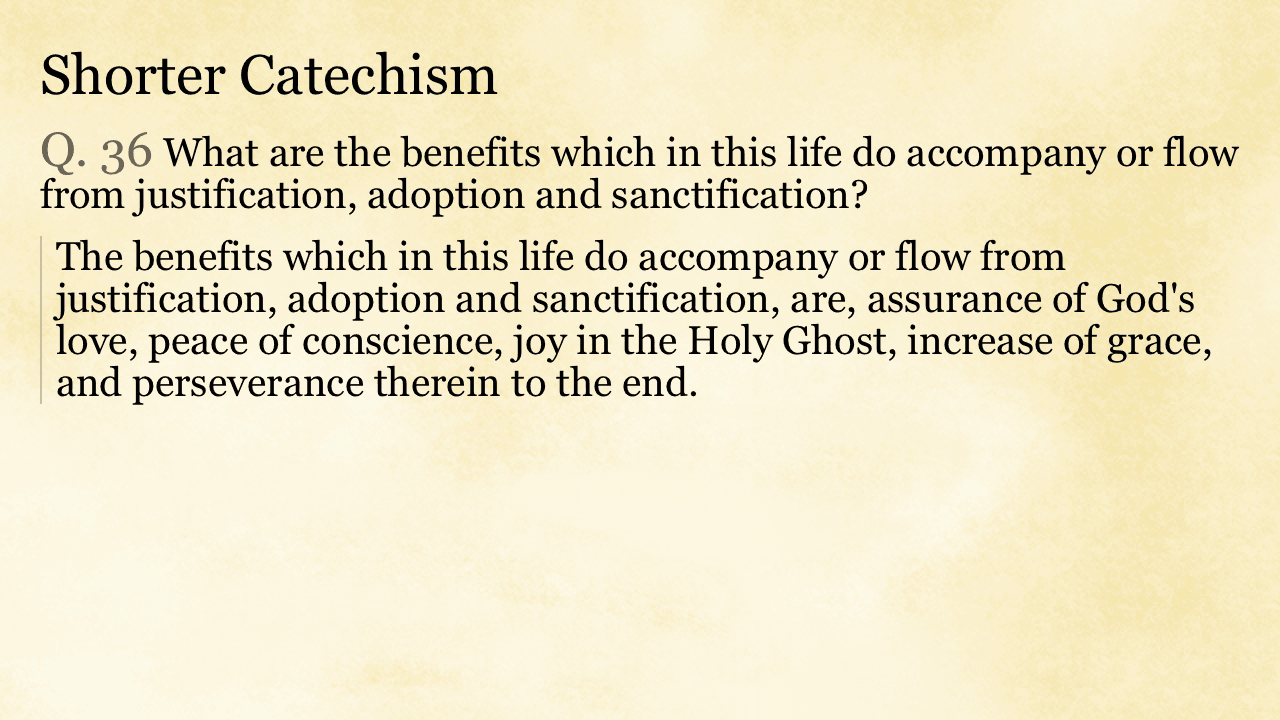 Shorter Catechism
Q. 36 What are the benefits which in this life do accompany or flow
from justification, adoption and sanctification?
The benefits which in this life do accompany or flow from
justification, adoption and sanctification, are, assurance of God's
love, peace of conscience, joy in the Holy Ghost, increase of grace,
and perseverance therein to the end.